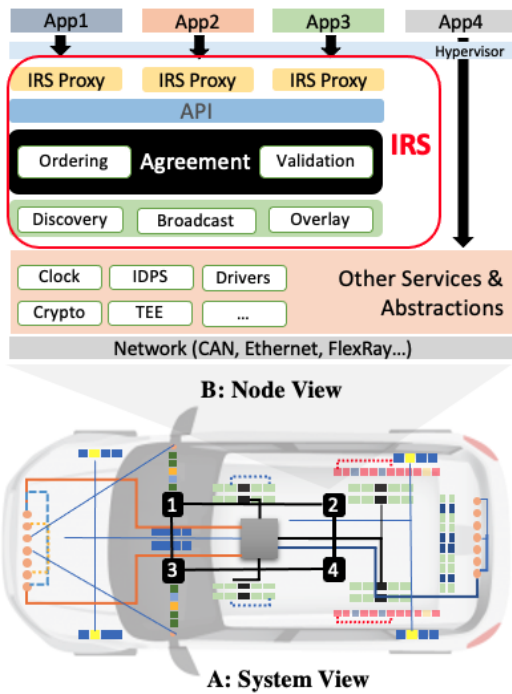 App1 App2 App3 App4
Hypervisor
IRS Proxy IRS Proxy IRS Proxy
API
IRS
Ordering Agreement Validation
Discovery Broadcast Overlay
Clock IDPS Drivers
Other Services &
Abstractions
Crypto TEE ...
Network (CAN, Ethernet, FlexRay...)
B: Node View
1 2
3 4
A: System View